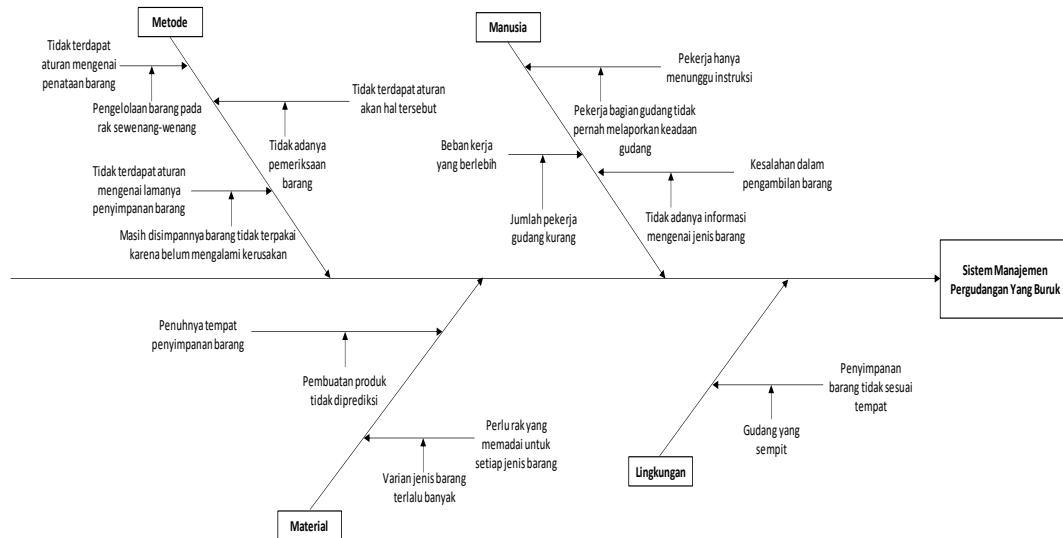 Metode
Tidak terdapat
aturan mengenai
penataan barang
Pengelolaan barang pada
rak sewenang-wenang
Tidak terdapat aturan
akan hal tersebut
Tidak adanya
pemeriksaan
barang
Tidak terdapat aturan
mengenai lamanya
penyimpanan barang
Masih disimpannya barang tidak terpakai
karena belum mengalami kerusakan
Manusia
Pekerja hanya
menunggu instruksi
Pekerja bagian gudang tidak
pernah melaporkan keadaan
gudang
Beban kerja
yang berlebih
Jumlah pekerja
gudang kurang
Kesalahan dalam
pengambilan barang
Tidak adanya informasi
mengenai jenis barang
Sistem Manajemen
Pergudangan Yang Buruk
Penuhnya tempat
penyimpanan barang
Pembuatan produk
tidak diprediksi
Perlu rak yang
memadai untuk
setiap jenis barang
Varian jenis barang
terlalu banyak
Material
Penyimpanan
barang tidak sesuai
tempat
Gudang yang
sempit
Lingkungan